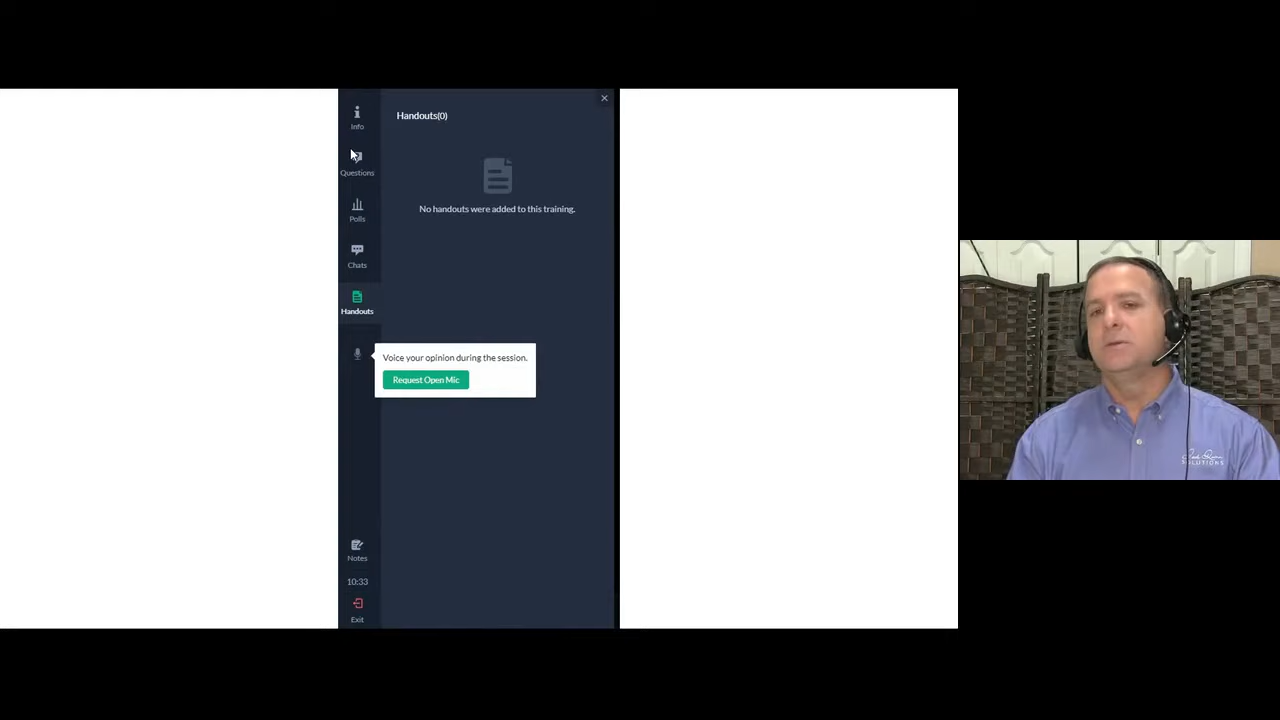 Info
Questions
Polls
Chats
Handouts
Handouts(0)
No handouts were added to this training.
Voice your opinion during the session.
Request Open Mic
Notes
10:33
Exit
SOLUTIONS